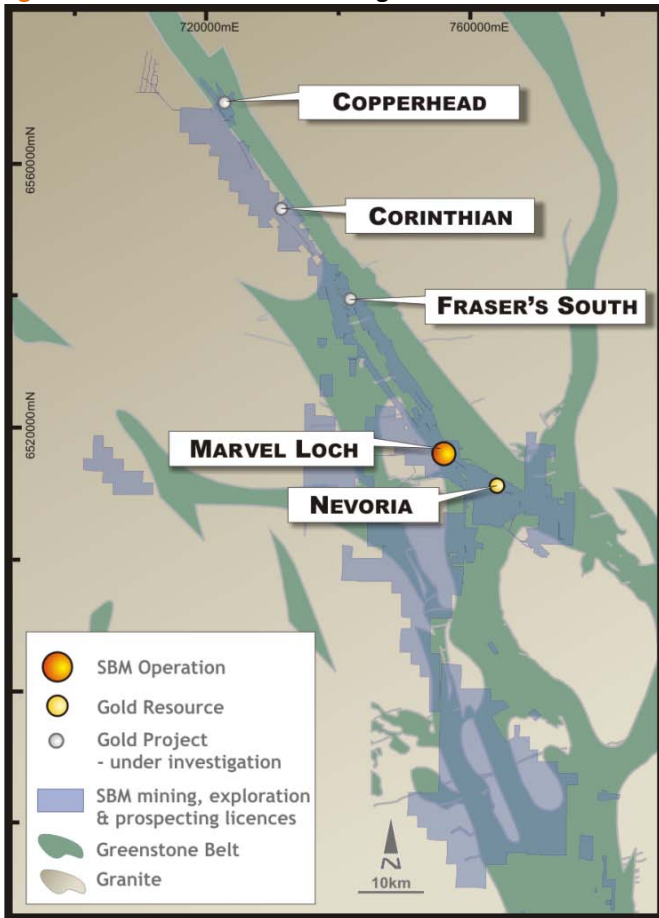 720000mE
760000mE
6560000mN
6520000mN
COPPERHEAD
CORINTHIAN
FRASER'S SOUTH
MARVEL LOCH
NEVORIA
SBM Operation
Gold Resource
Gold Project
- under investigation
SBM mining, exploration
& prospecting licences
Greenstone Belt
Granite
N
10km